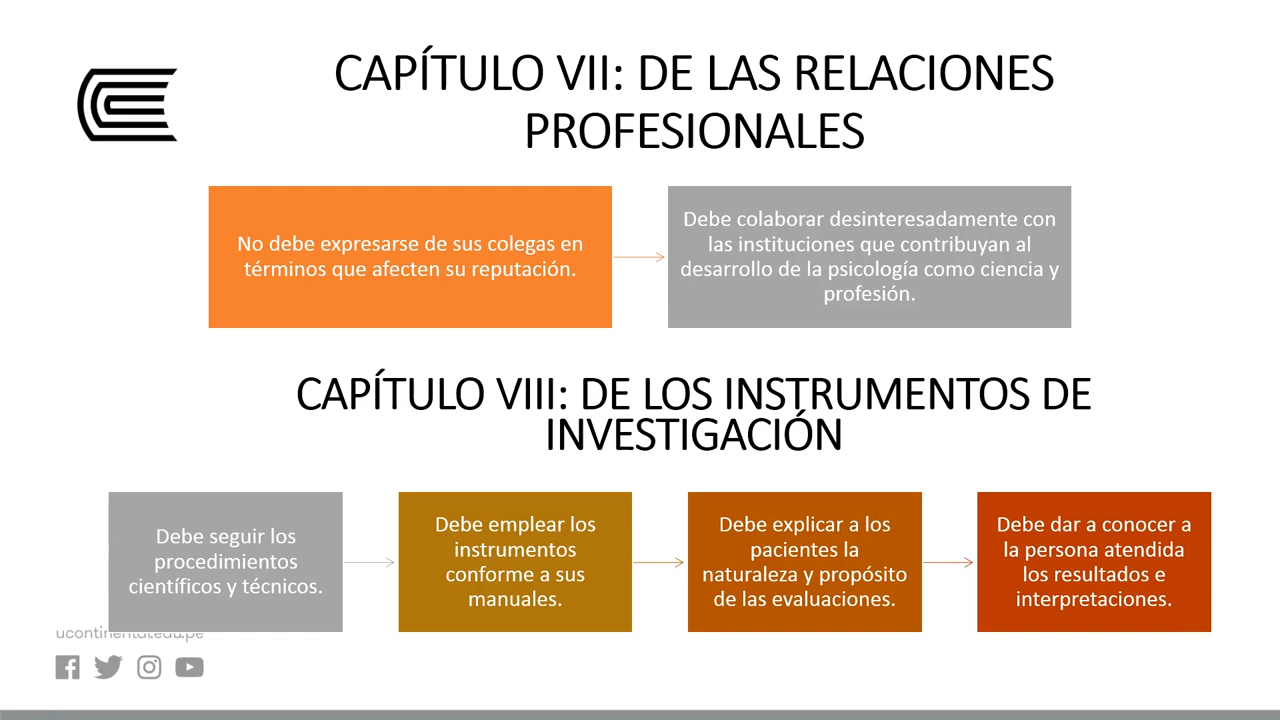 CAPÍTULO VII: DE LAS RELACIONES
PROFESIONALES
No debe expresarse de sus colegas en
términos que afecten su reputación.
Debe colaborar desinteresadamente con
las instituciones que contribuyan al
desarrollo de la psicología como ciencia y
profesión.
CAPÍTULO VIII: DE LOS INSTRUMENTOS DE
INVESTIGACIÓN
Debe seguir los
procedimientos
científicos y técnicos.
Debe emplear los
instrumentos
conforme a sus
manuales.
Debe explicar a los
pacientes la
naturaleza y propósito
de las evaluaciones.
Debe dar a conocer a
la persona atendida
los resultados e
interpretaciones.
ucontinental.edu.pe